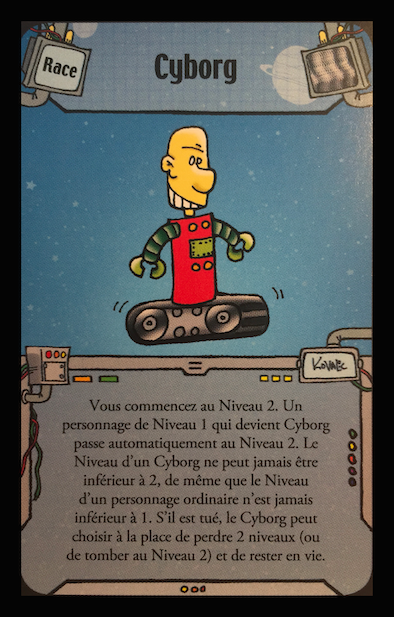 Race
Cyborg
KOVALIC
Vous commencez au Niveau 2. Un
personnage de Niveau 1 qui devient Cyborg
passe automatiquement au Niveau 2. Le
Niveau d'un Cyborg ne peut jamais être
inférieur à 2, de même que le Niveau
d'un personnage ordinaire n'est jamais
inférieur à 1. S'il est tué, le Cyborg peut
choisir à la place de perdre 2 niveaux (ou
de tomber au Niveau 2) et de rester en vie.